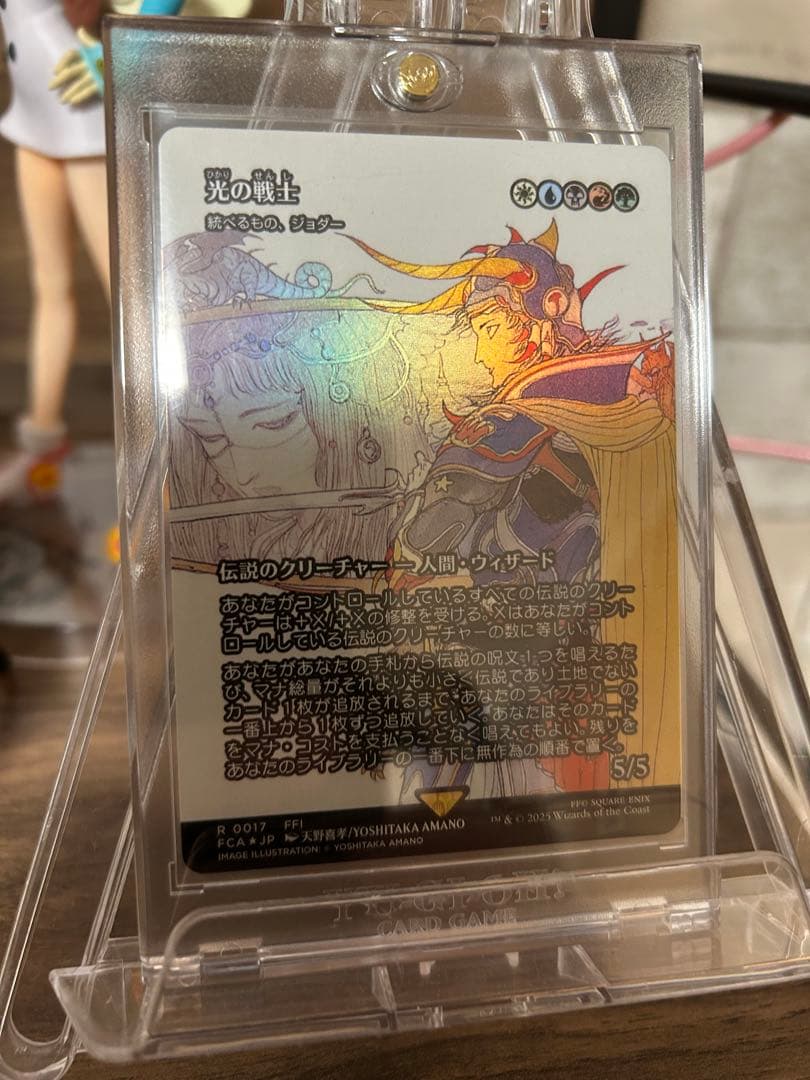 ひかり せんし
光の戦士
統べるもの、ジョダー
伝説のクリーチャー — 人間・ウィザード
あなたがコントロールしているすべての伝説のクリー
チャーは+X/+Xの修整を受ける。Xはあなたがコント
ロールしている伝説のクリーチャーの数に等しい。
あなたがあなたの手札から伝説の呪文1つを唱えるた
び、マナ総量がそれよりも小さく伝説であり土地でない
カード1枚が追放されるまで、あなたのライブラリーの
一番上から1枚ずつ追放していく。あなたはそのカード
をマナ・コストを支払うことなく唱えてもよい。残りを
あなたのライブラリーの一番下に無作為の順番で置く。
5/5
R 0017 FFI
FCA★JP 天野喜孝/YOSHITAKA AMANO
IMAGE ILLUSTRATION: © YOSHITAKA AMANO
FF© SQUARE ENIX
™ & © 2025 Wizards of the Coast
CARD GAME